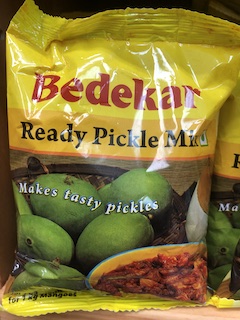 Bedekar
Ready Pickle Mix
Makes tasty pickles
for 1 kg mangoes